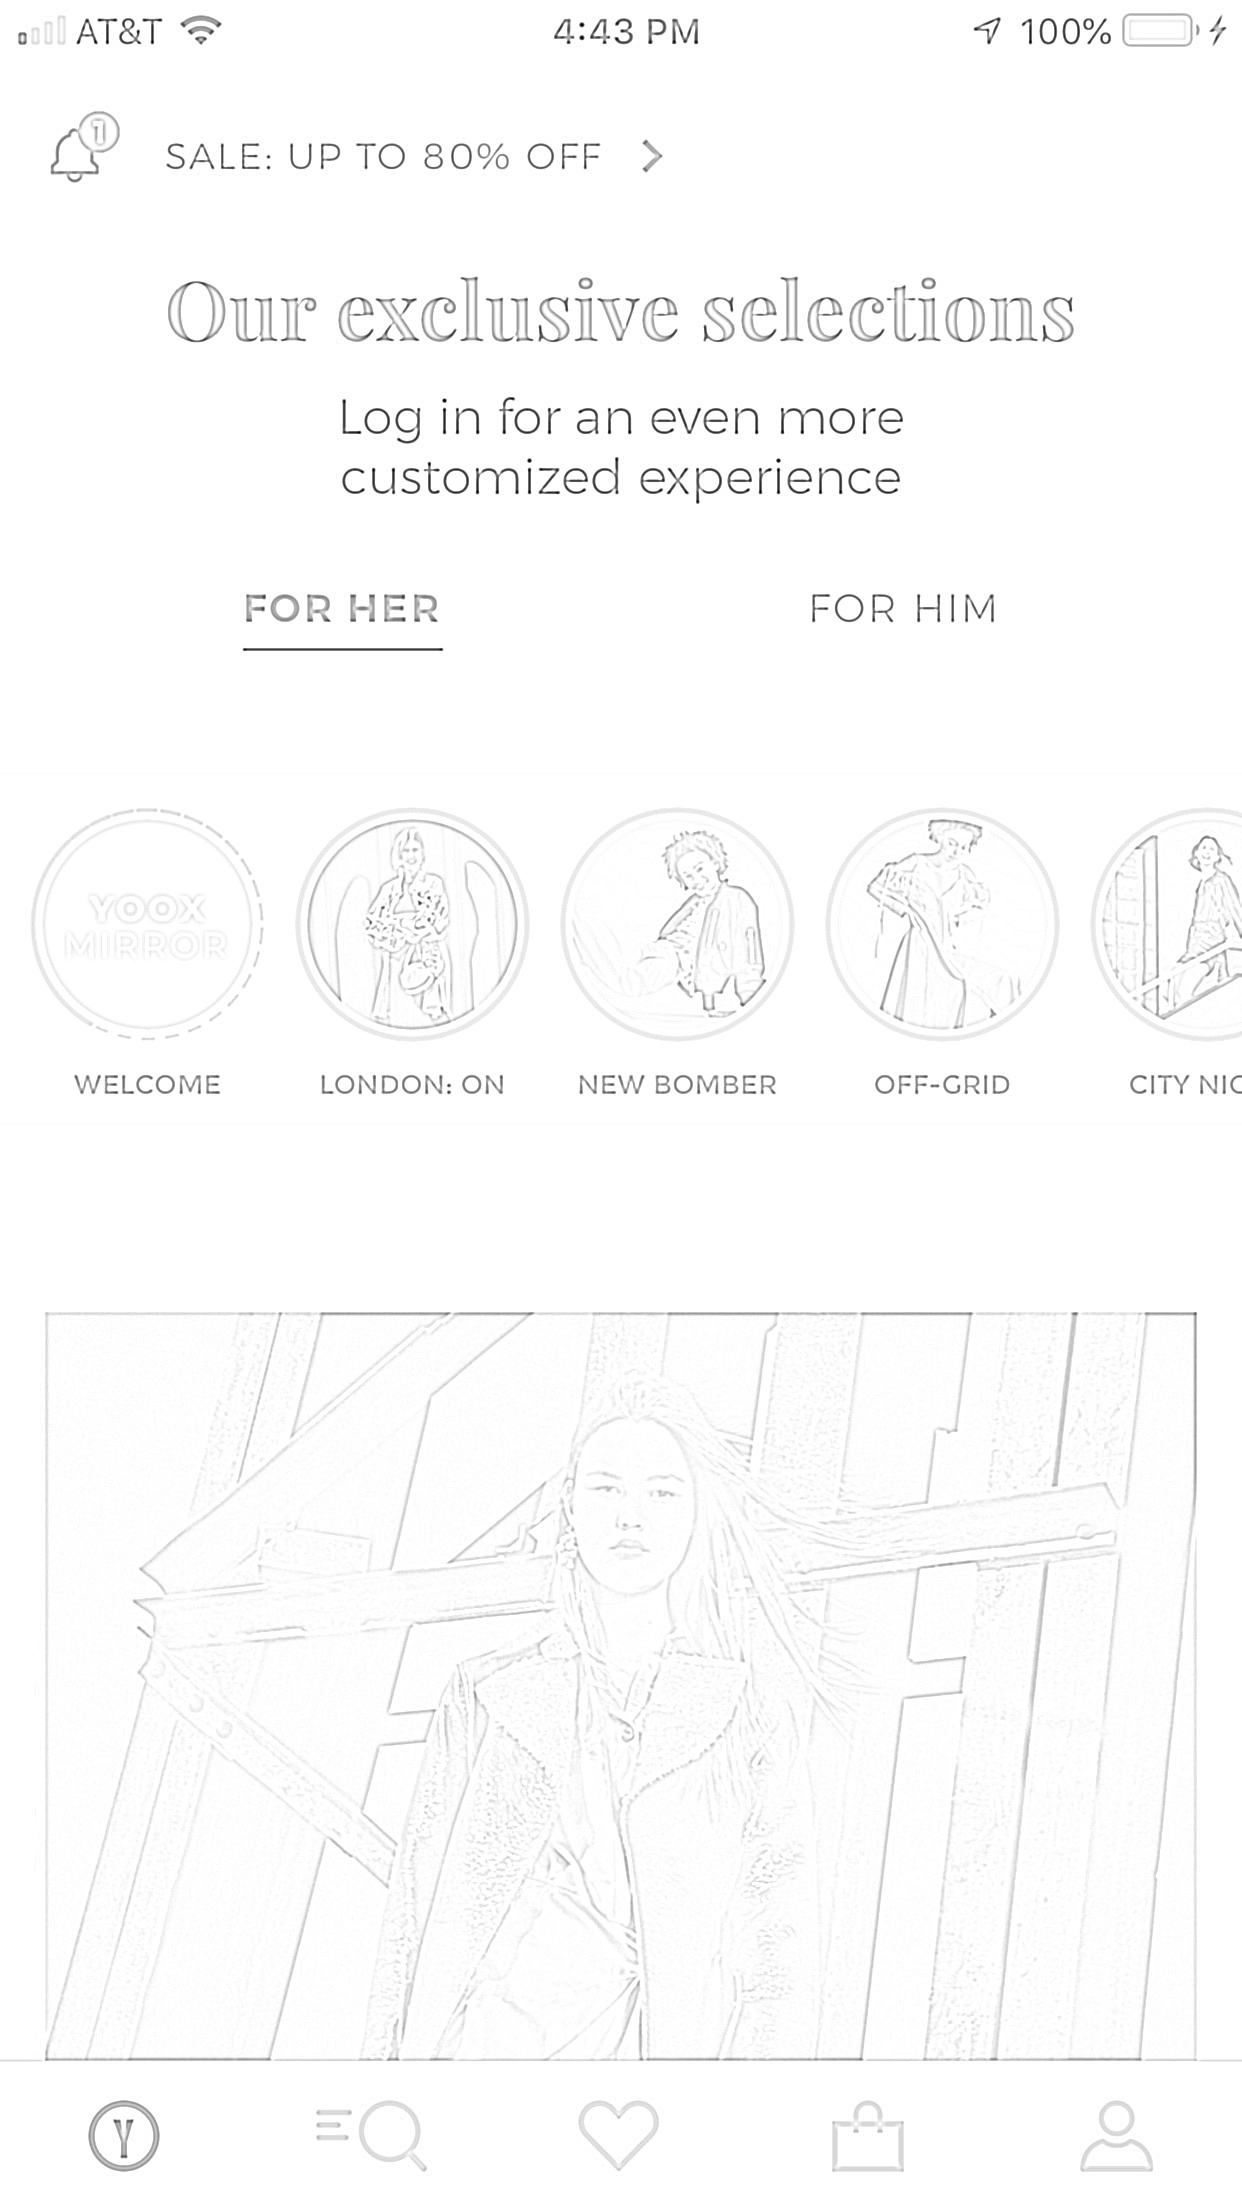 AT&T 4:43 PM 100%
1
SALE: UP TO 80% OFF
Our exclusive selections
Log in for an even more
customized experience
FOR HER FOR HIM
YOOX
MIRROR
WELCOME LONDON: ON NEW BOMBER OFF-GRID CITY NIC
Y